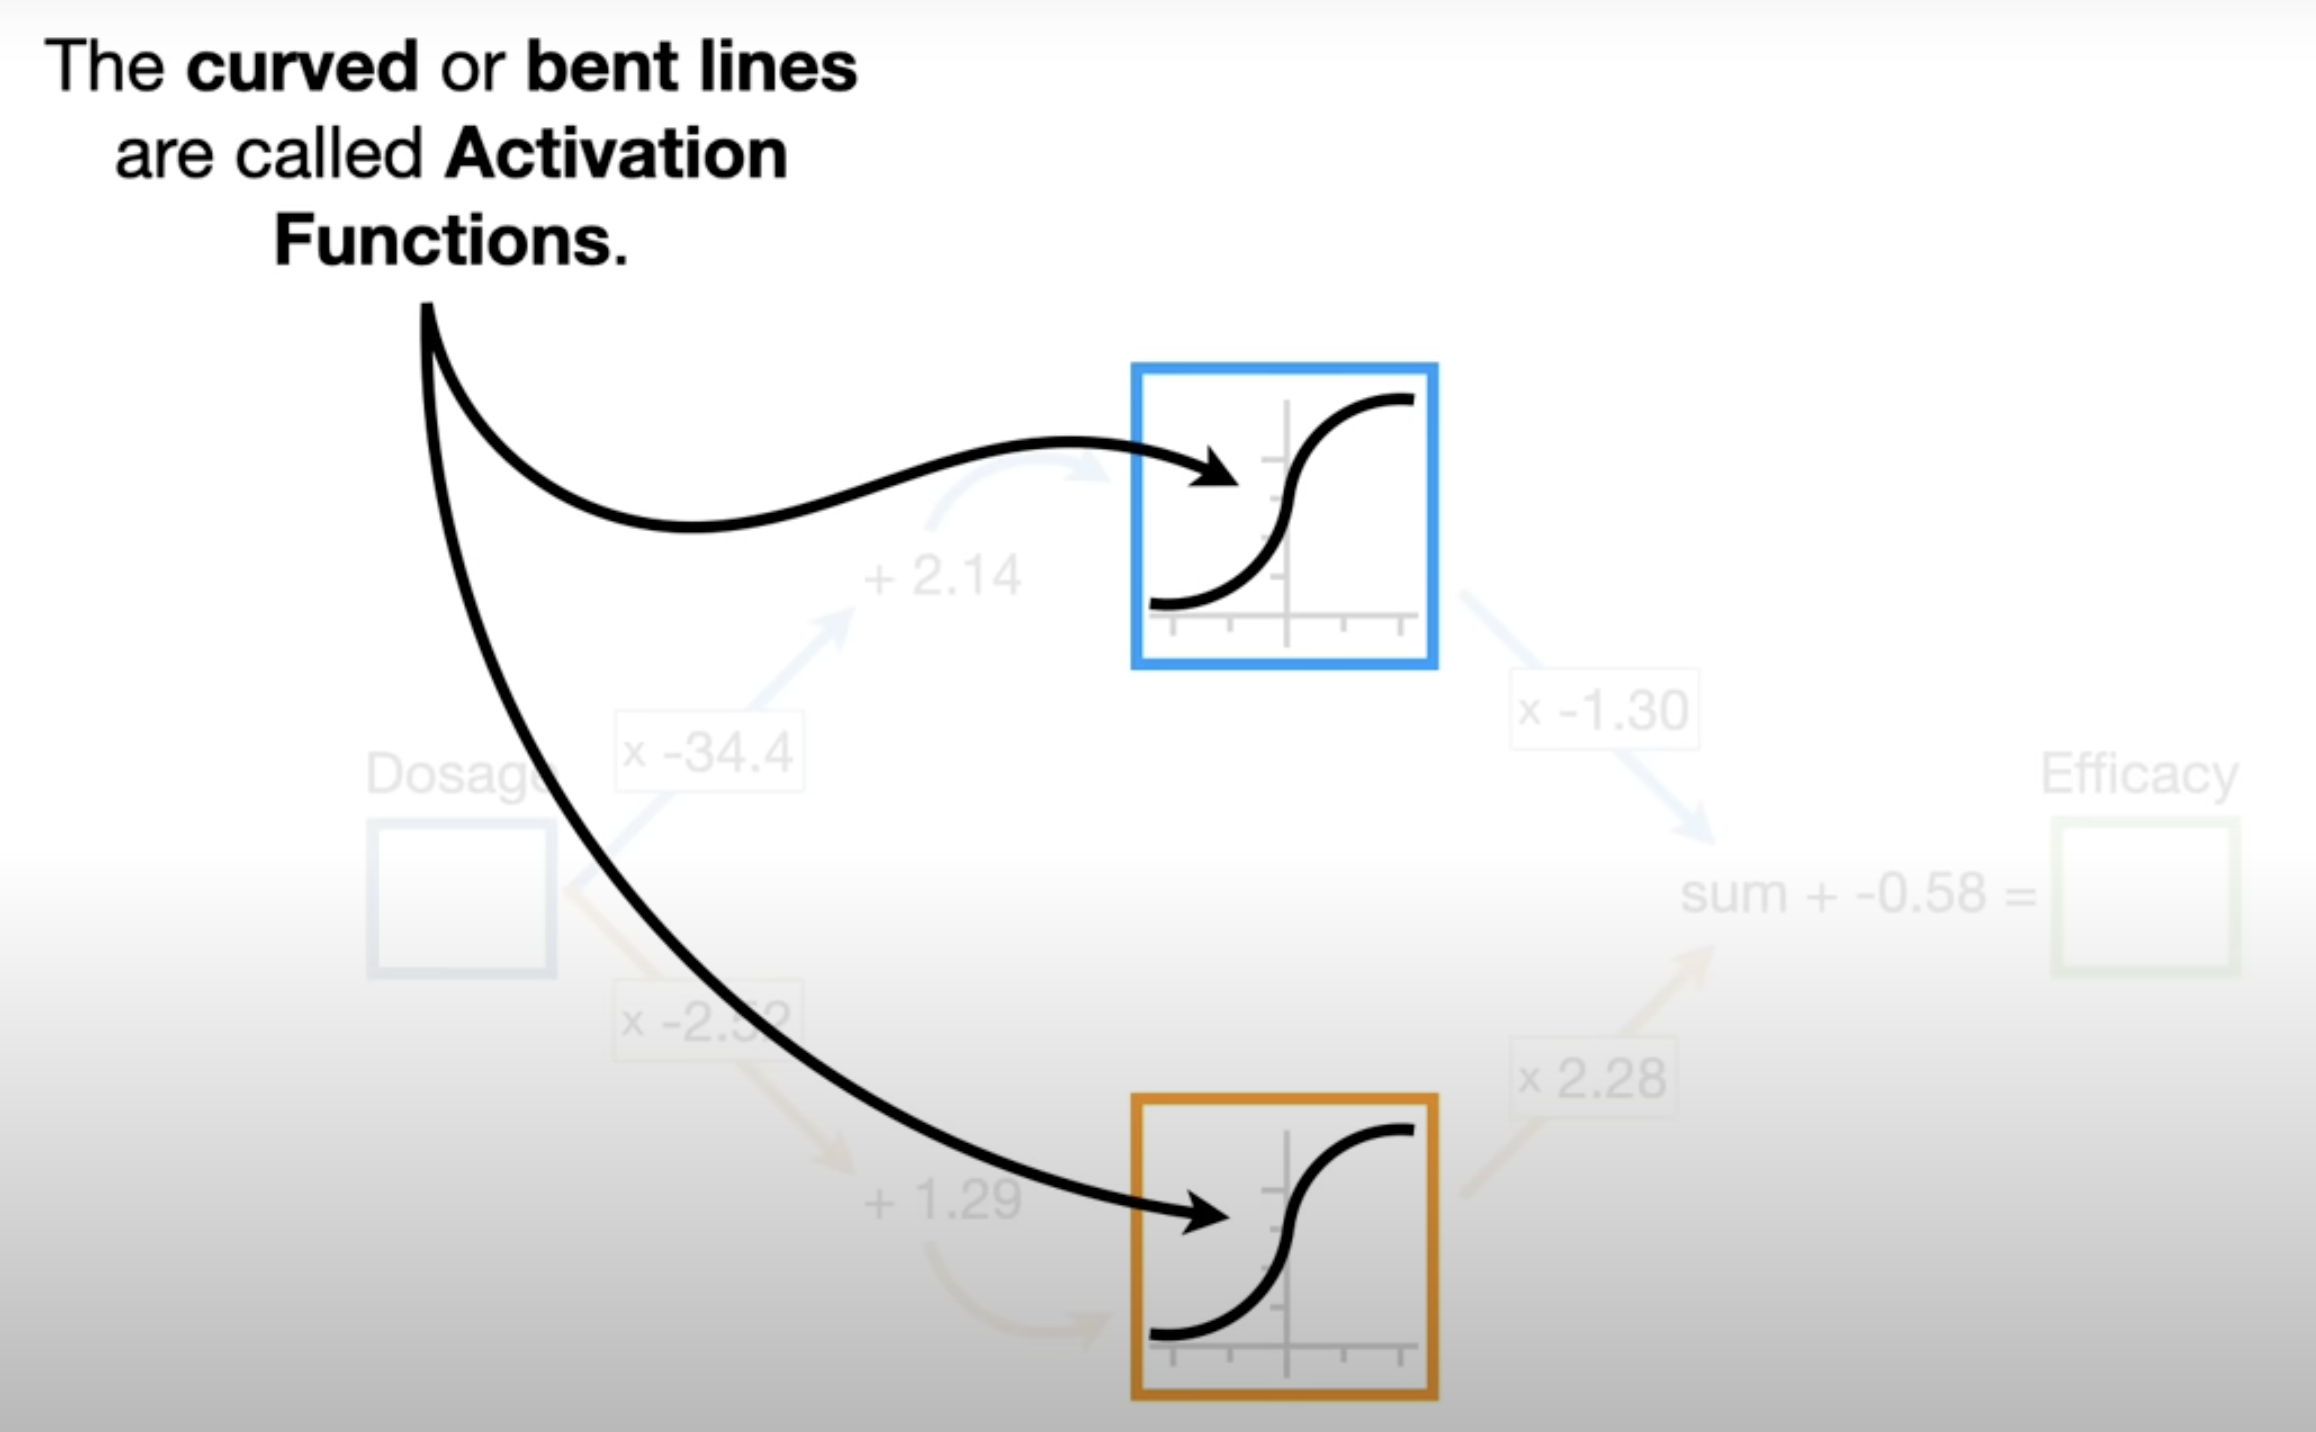 The curved or bent lines
are called Activation
Functions.
+ 2.14
x -34.4
x -1.30
Dosage
Efficacy
sum + -0.58 =
x -2.52
x 2.28
+ 1.29